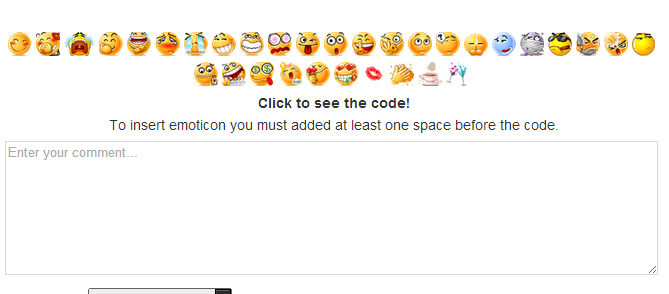 Click to see the code!
To insert emoticon you must added at least one space before the code.
Enter your comment...